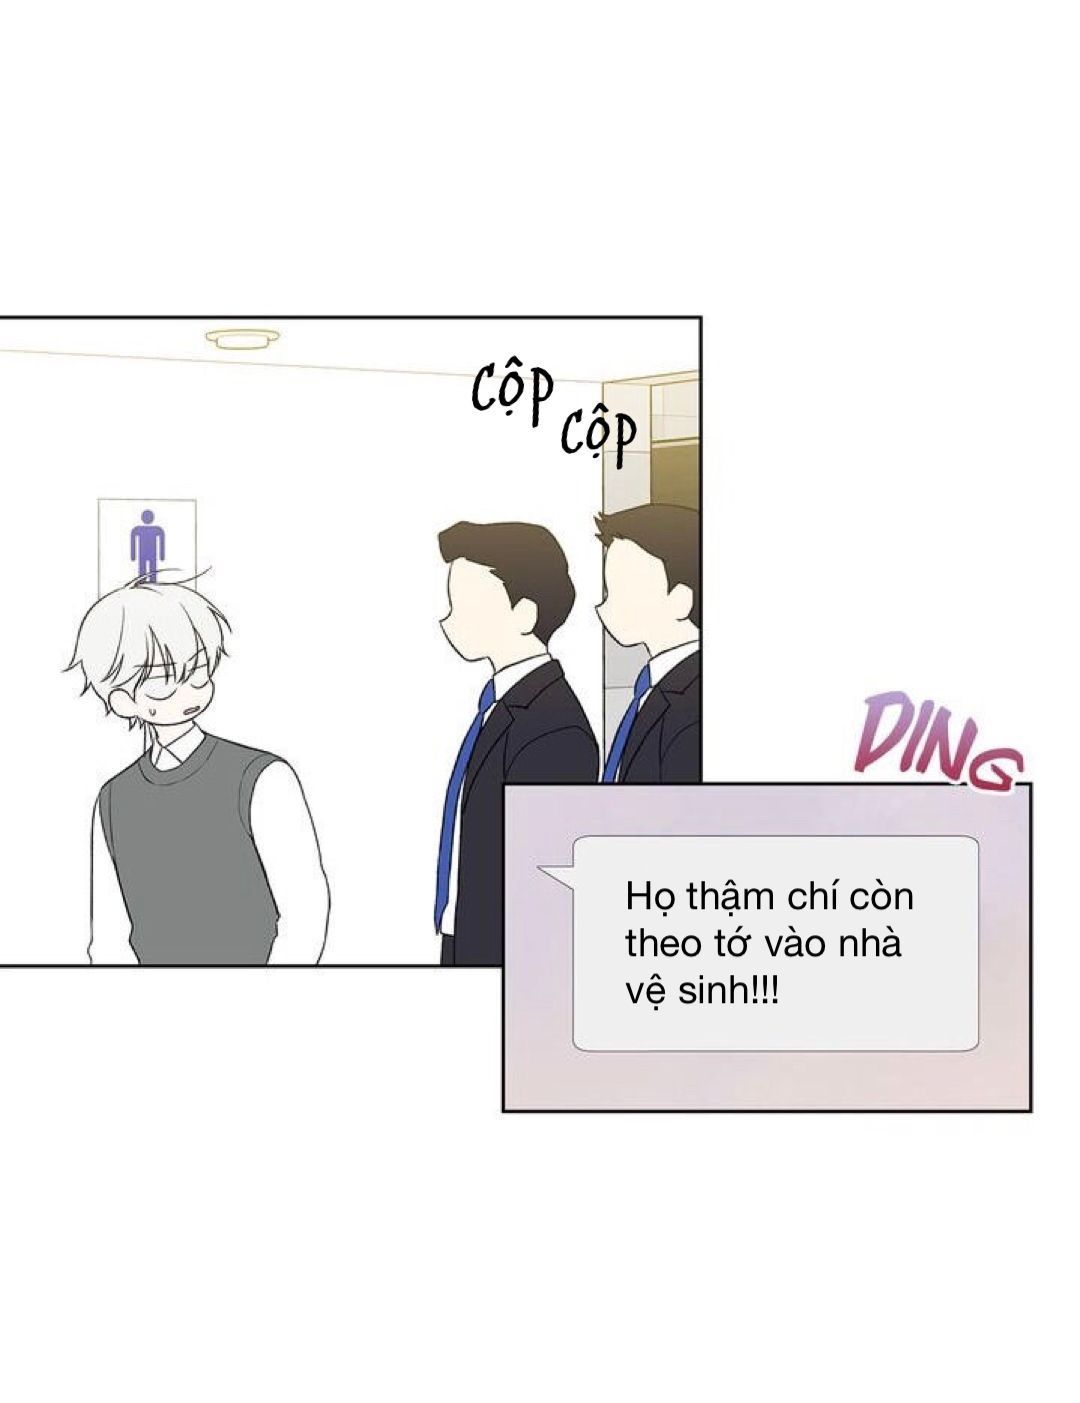 CỘP
CỘP
DING
Họ thậm chí còn
theo tớ vào nhà
vệ sinh!!!